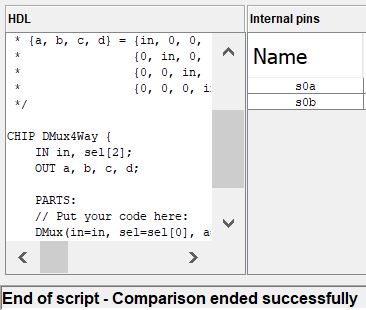 HDL
* {a, b, c, d} = {in, 0, 0,
* {0, in, 0,
* {0, 0, in,
* {0, 0, 0, i
*/
CHIP DMux4Way {
IN in, sel[2];
OUT a, b, c, d;
PARTS:
// Put your code here:
DMux(in=in, sel=sel[0], a
Internal pins
Name
s0a
s0b
End of script - Comparison ended successfully